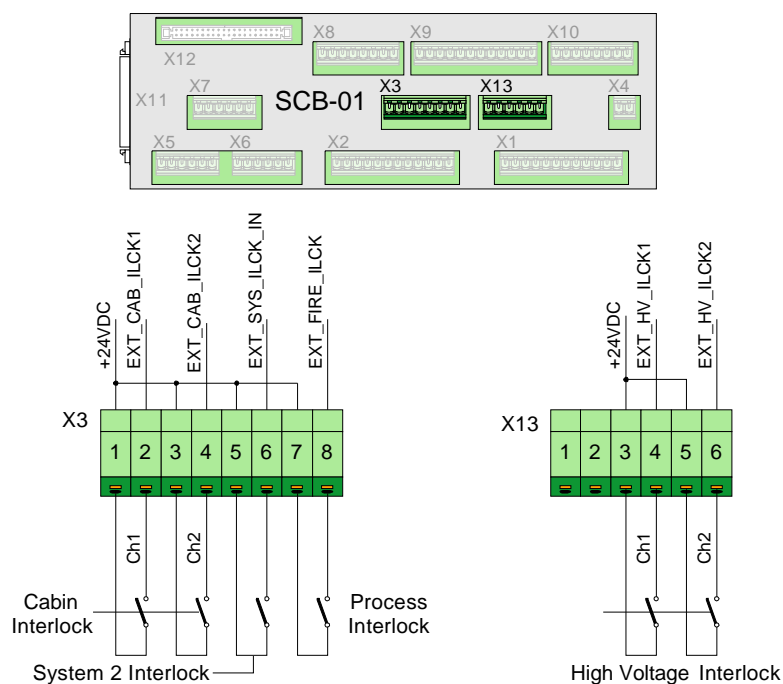 X8
X9
X10
X12
X11
X7
SCB-01
X3
X13
X4
X5
X6
X2
X1
+24VDC
EXT_CAB_ILCK1
EXT_CAB_ILCK2
EXT_SYS_ILCK_IN
EXT_FIRE_ILCK
X3
1 2 3 4 5 6 7 8
Ch1
Ch2
Cabin
Interlock
Process
Interlock
System 2 Interlock
+24VDC
EXT_HV_ILCK1
EXT_HV_ILCK2
X13
1 2 3 4 5 6
Ch1
Ch2
High Voltage Interlock